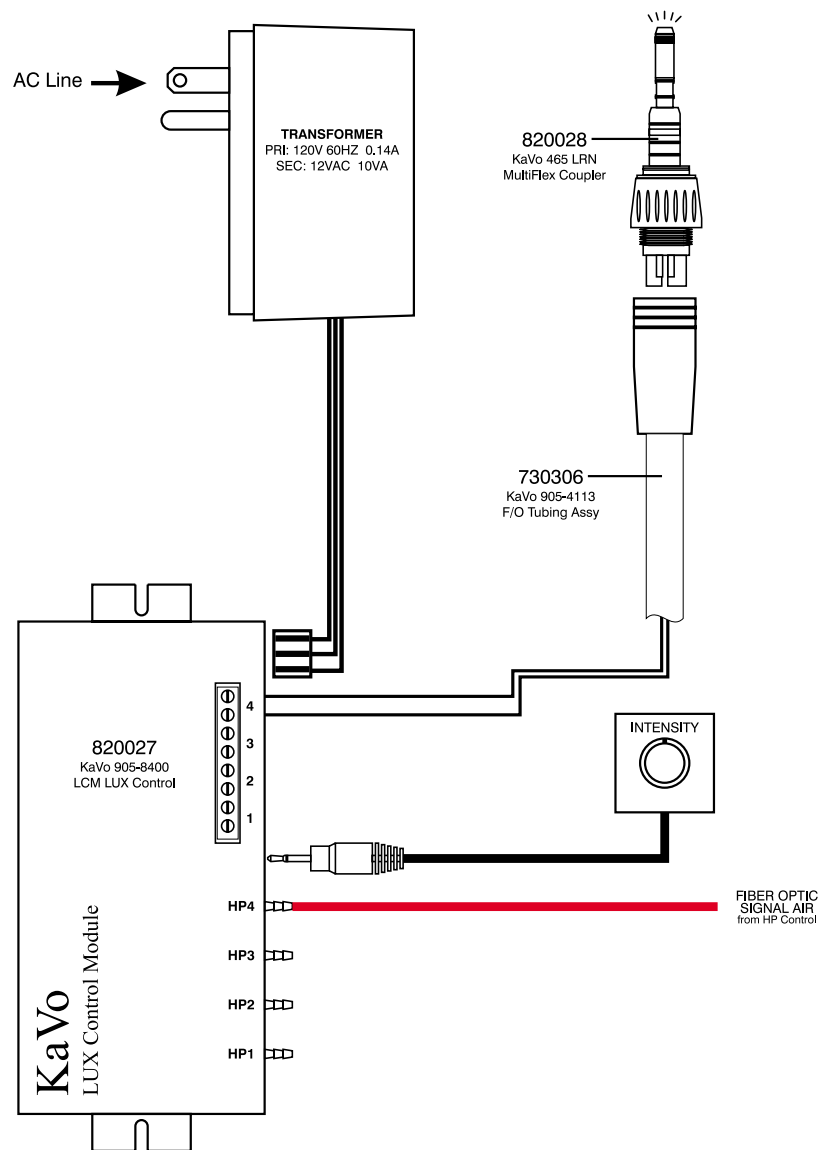 AC Line
TRANSFORMER
PRI: 120V 60HZ 0.14A
SEC: 12VAC 10VA
820028
KaVo 465 LRN
MultiFlex Coupler
730306
KaVo 905-4113
F/O Tubing Assy
4
3
2
1
820027
KaVo 905-8400
LCM LUX Control
INTENSITY
HP4
HP3
HP2
HP1
FIBER OPTIC
SIGNAL AIR
from HP Control
KaVo
LUX Control Module